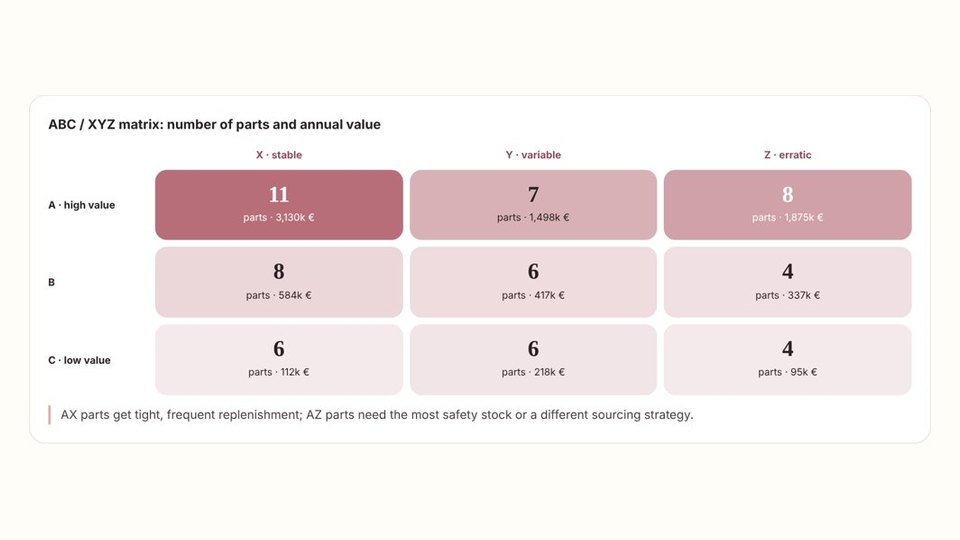 ABC / XYZ matrix: number of parts and annual value
X · stable
Y · variable
Z · erratic
A · high value
11
parts · 3,130k €
7
parts · 1,498k €
8
parts · 1,875k €
B
8
parts · 584k €
6
parts · 417k €
4
parts · 337k €
C · low value
6
parts · 112k €
6
parts · 218k €
4
parts · 95k €
AX parts get tight, frequent replenishment; AZ parts need the most safety stock or a different sourcing strategy.